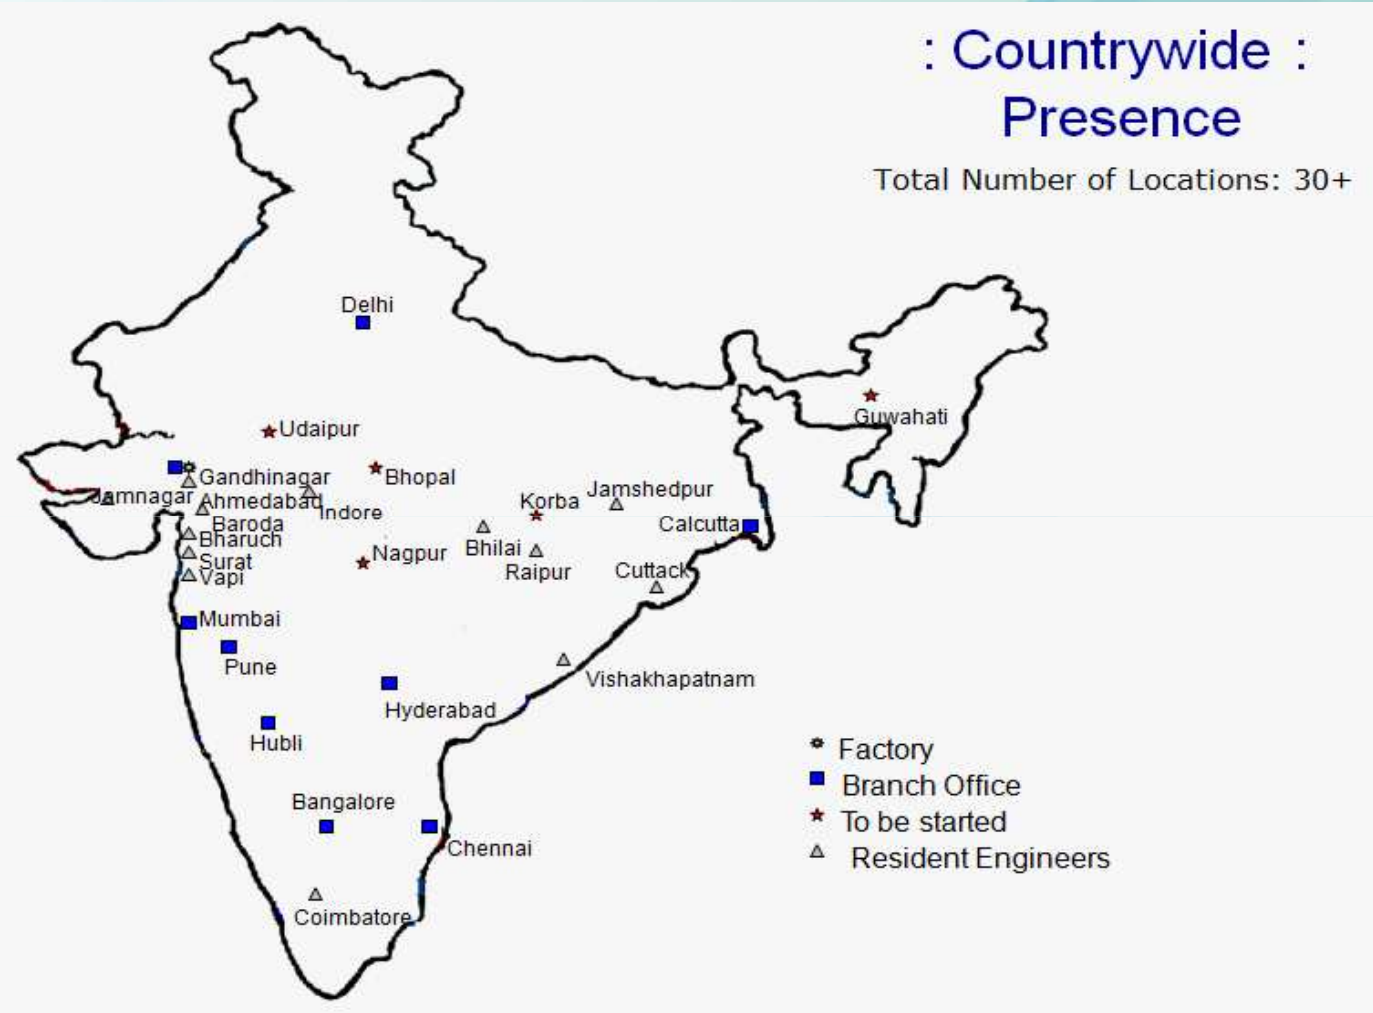 : Countrywide :
Presence
Total Number of Locations: 30+
Delhi
Guwahati
Udaipur
Bhopal
Gandhinagar
Jamnagar
Ahmedabad
Indore
Baroda
Bharuch
Surat
Vapi
Korba
Jamshedpur
Calcutta
Nagpur
Bhilai
Raipur
Cuttack
Mumbai
Pune
Vishakhapatnam
Hyderabad
Hubli
Bangalore
Chennai
Coimbatore
Factory
Branch Office
To be started
Resident Engineers